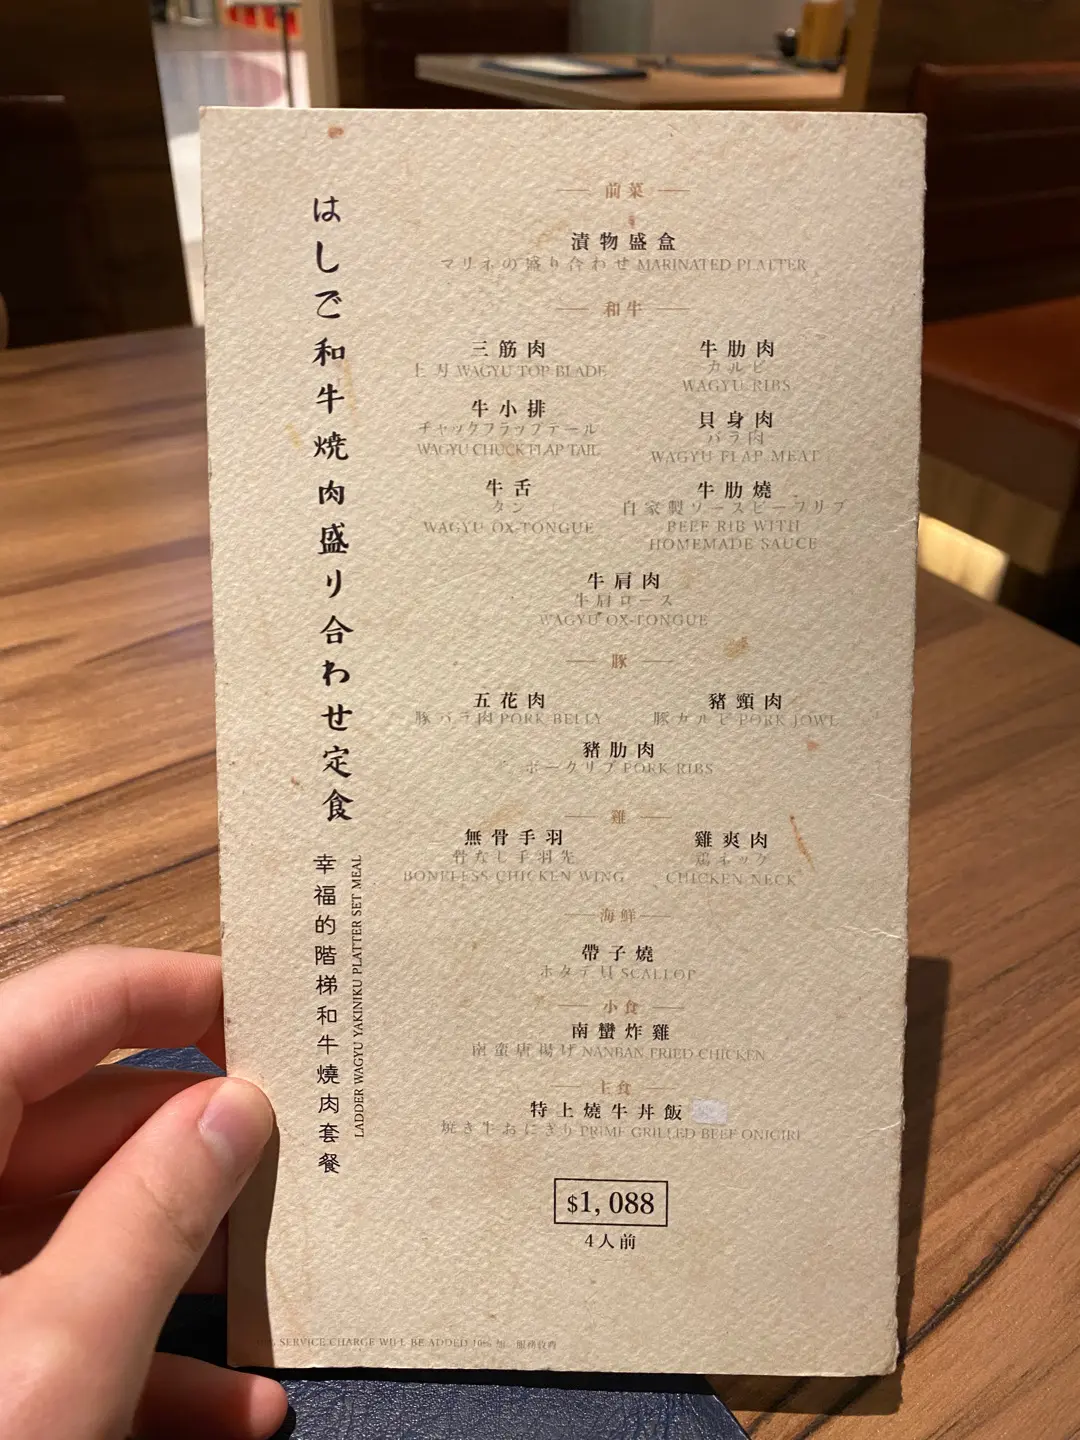 はしご和牛燒肉盛り合わせ定食
幸福的階梯和牛燒肉套餐
LADDER WAGYU YAKINIKU PLATTER SET MEAL
前菜
漬物盛盒
マリネの盛り合わせ MARINATED PLATTER
和牛
三筋肉
上刃 WAGYU TOP BLADE
牛肋肉
カルビ
WAGYU RIBS
牛小排
チャックフラップテール
WAGYU CHUCK FLAP TAIL
貝身肉
バラ肉
WAGYU FLAP MEAT
牛舌
タン
WAGYU OX-TONGUE
牛肋燒
自家製ソースビーフリブ
BEEF RIB WITH
HOMEMADE SAUCE
牛肩肉
牛肩ロース
WAGYU OX-TONGUE
豚
五花肉
豚バラ肉 PORK BELLY
豬頸肉
豚カルビ PORK JOWL
豬肋肉
ポークリブ PORK RIBS
雞
無骨手羽
骨なし手羽先
BONELESS CHICKEN WING
雞爽肉
鶏ネック
CHICKEN NECK
海鮮
帶子燒
ホタテ貝 SCALLOP
小食
南蠻炸雞
南蛮唐揚げ NANBAN FRIED CHICKEN
主食
特上燒牛丼飯
焼き牛おにぎり PRIME GRILLED BEEF ONIGIRI
$1,088
4人前
SERVICE CHARGE WILL BE ADDED 10% 加一服務收費